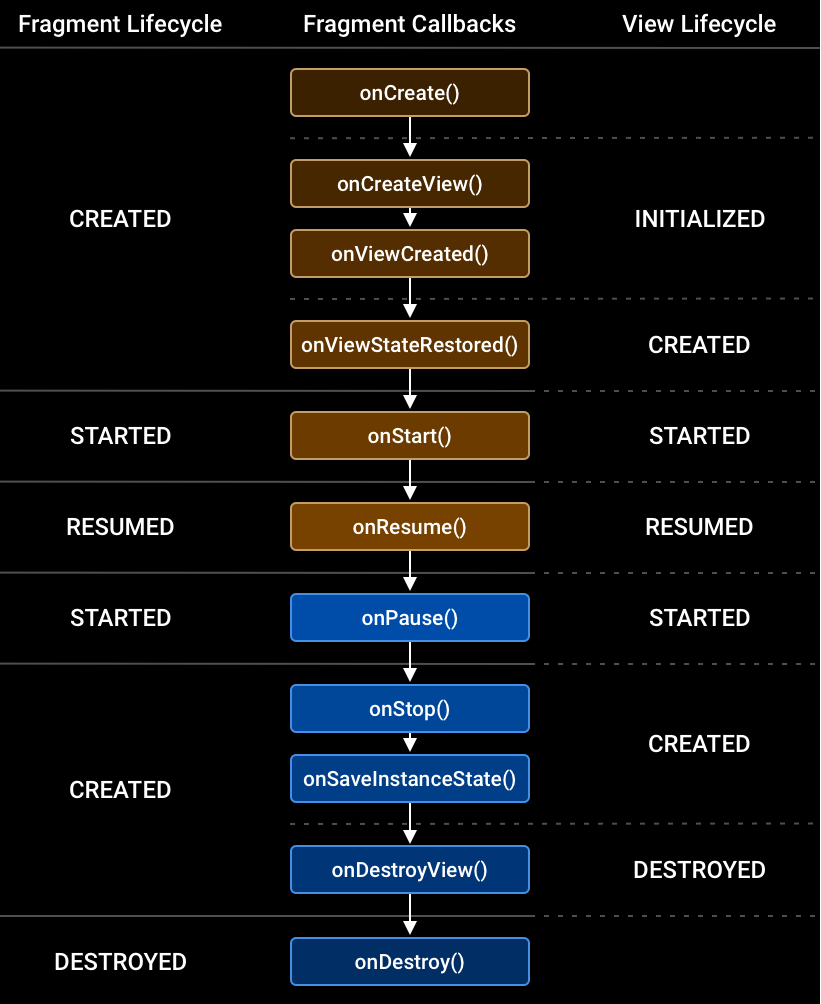 Fragment Lifecycle Fragment Callbacks View Lifecycle
onCreate()
onCreateView()
CREATED INITIALIZED
onViewCreated()
onViewStateRestored() CREATED
STARTED onStart() STARTED
RESUMED onResume() RESUMED
STARTED onPause() STARTED
onStop()
CREATED
onSaveInstanceState()
CREATED
onDestroyView() DESTROYED
DESTROYED onDestroy()